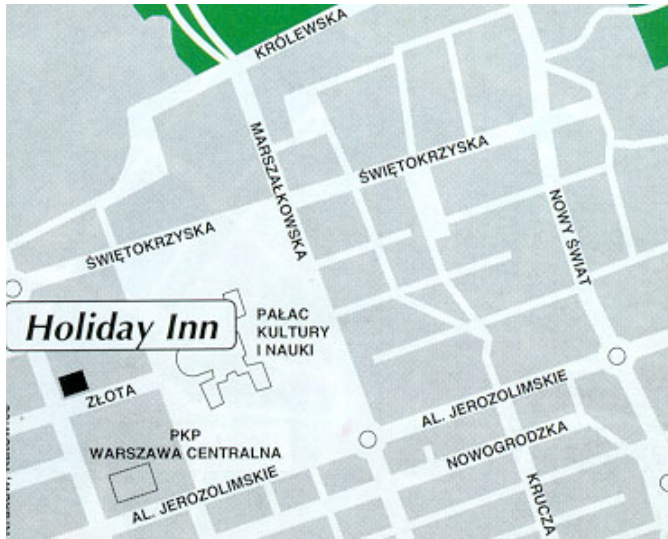 KRÓLEWSKA
MARSZAŁKOWSKA
ŚWIĘTOKRZYSKA
NOWY ŚWIAT
ŚWIĘTOKRZYSKA
Holiday Inn
PAŁAC
KULTURY
I NAUKI
ZŁOTA
AL. JEROZOLIMSKIE
PKP
WARSZAWA CENTRALNA
NOWOGRODZKA
AL. JEROZOLIMSKIE
KRUCZA